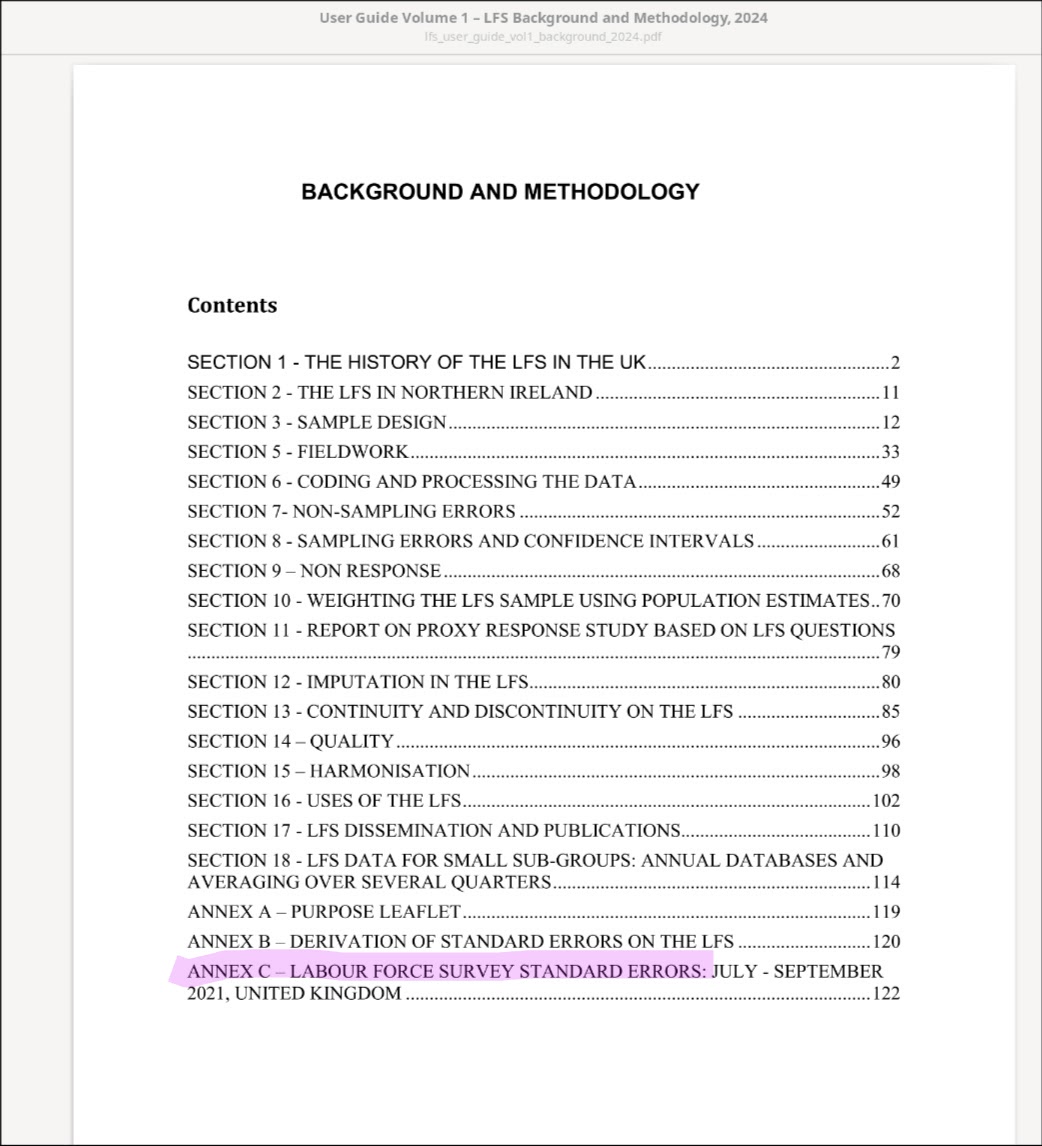 User Guide Volume 1 – LFS Background and Methodology, 2024
lfs_user_guide_vol1_background_2024.pdf
BACKGROUND AND METHODOLOGY
Contents
SECTION 1 - THE HISTORY OF THE LFS IN THE UK...................................................2
SECTION 2 - THE LFS IN NORTHERN IRELAND............................................................11
SECTION 3 - SAMPLE DESIGN...........................................................................................12
SECTION 5 - FIELDWORK...................................................................................................33
SECTION 6 - CODING AND PROCESSING THE DATA...................................................49
SECTION 7- NON-SAMPLING ERRORS ............................................................................52
SECTION 8 - SAMPLING ERRORS AND CONFIDENCE INTERVALS..........................61
SECTION 9 – NON RESPONSE............................................................................................68
SECTION 10 - WEIGHTING THE LFS SAMPLE USING POPULATION ESTIMATES..70
SECTION 11 - REPORT ON PROXY RESPONSE STUDY BASED ON LFS QUESTIONS
..................................................................................................................................................79
SECTION 12 - IMPUTATION IN THE LFS..........................................................................80
SECTION 13 - CONTINUITY AND DISCONTINUITY ON THE LFS ..............................85
SECTION 14 – QUALITY......................................................................................................96
SECTION 15 – HARMONISATION......................................................................................98
SECTION 16 - USES OF THE LFS......................................................................................102
SECTION 17 - LFS DISSEMINATION AND PUBLICATIONS........................................110
SECTION 18 - LFS DATA FOR SMALL SUB-GROUPS: ANNUAL DATABASES AND
AVERAGING OVER SEVERAL QUARTERS...................................................................114
ANNEX A – PURPOSE LEAFLET......................................................................................119
ANNEX B – DERIVATION OF STANDARD ERRORS ON THE LFS ............................120
ANNEX C – LABOUR FORCE SURVEY STANDARD ERRORS: JULY - SEPTEMBER
2021, UNITED KINGDOM ..................................................................................................122